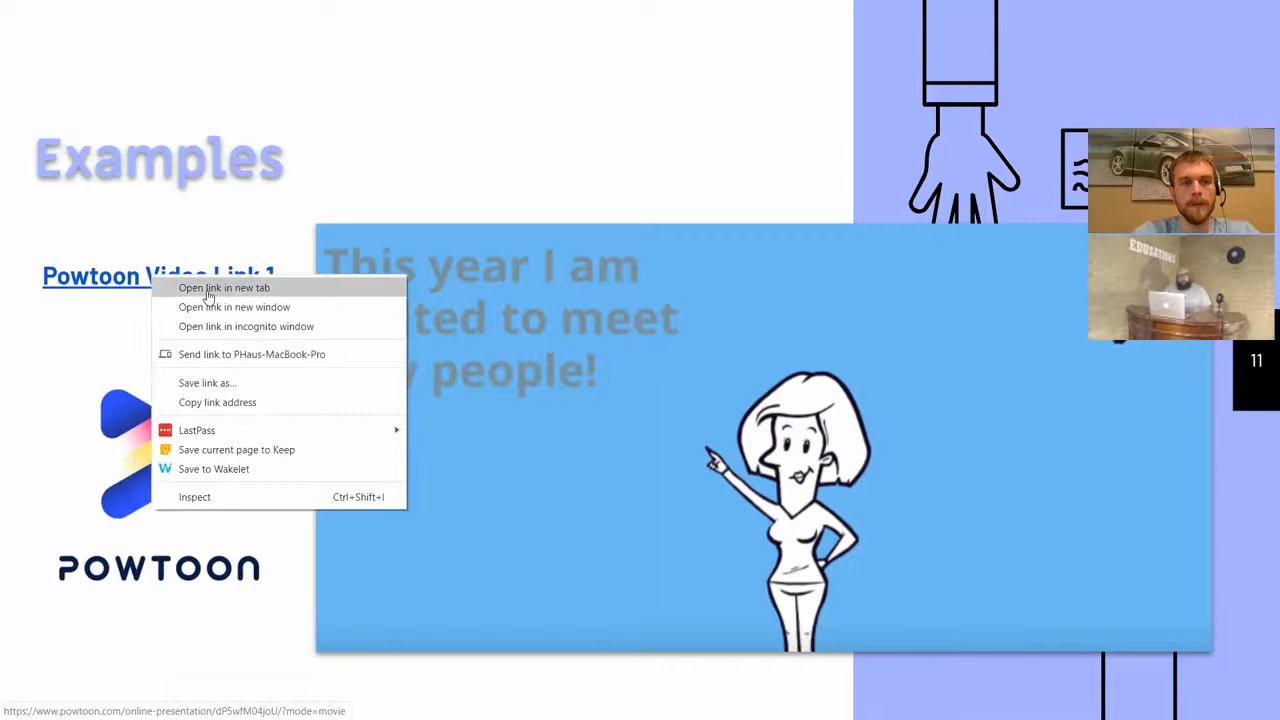 Examples
Powtoon Video Link 1
This year I am
ted to meet
people!
Open link in new tab
Open link in new window
Open link in incognito window
Send link to PHaus-MacBook-Pro
Save link as...
Copy link address
LastPass
Save current page to Keep
Save to Wakelet
Inspect Ctrl+Shift+I
POWTOON
EDUSATIONS
11
https://www.powtoon.com/online-presentation/dP5wfM04joU/?mode=movie